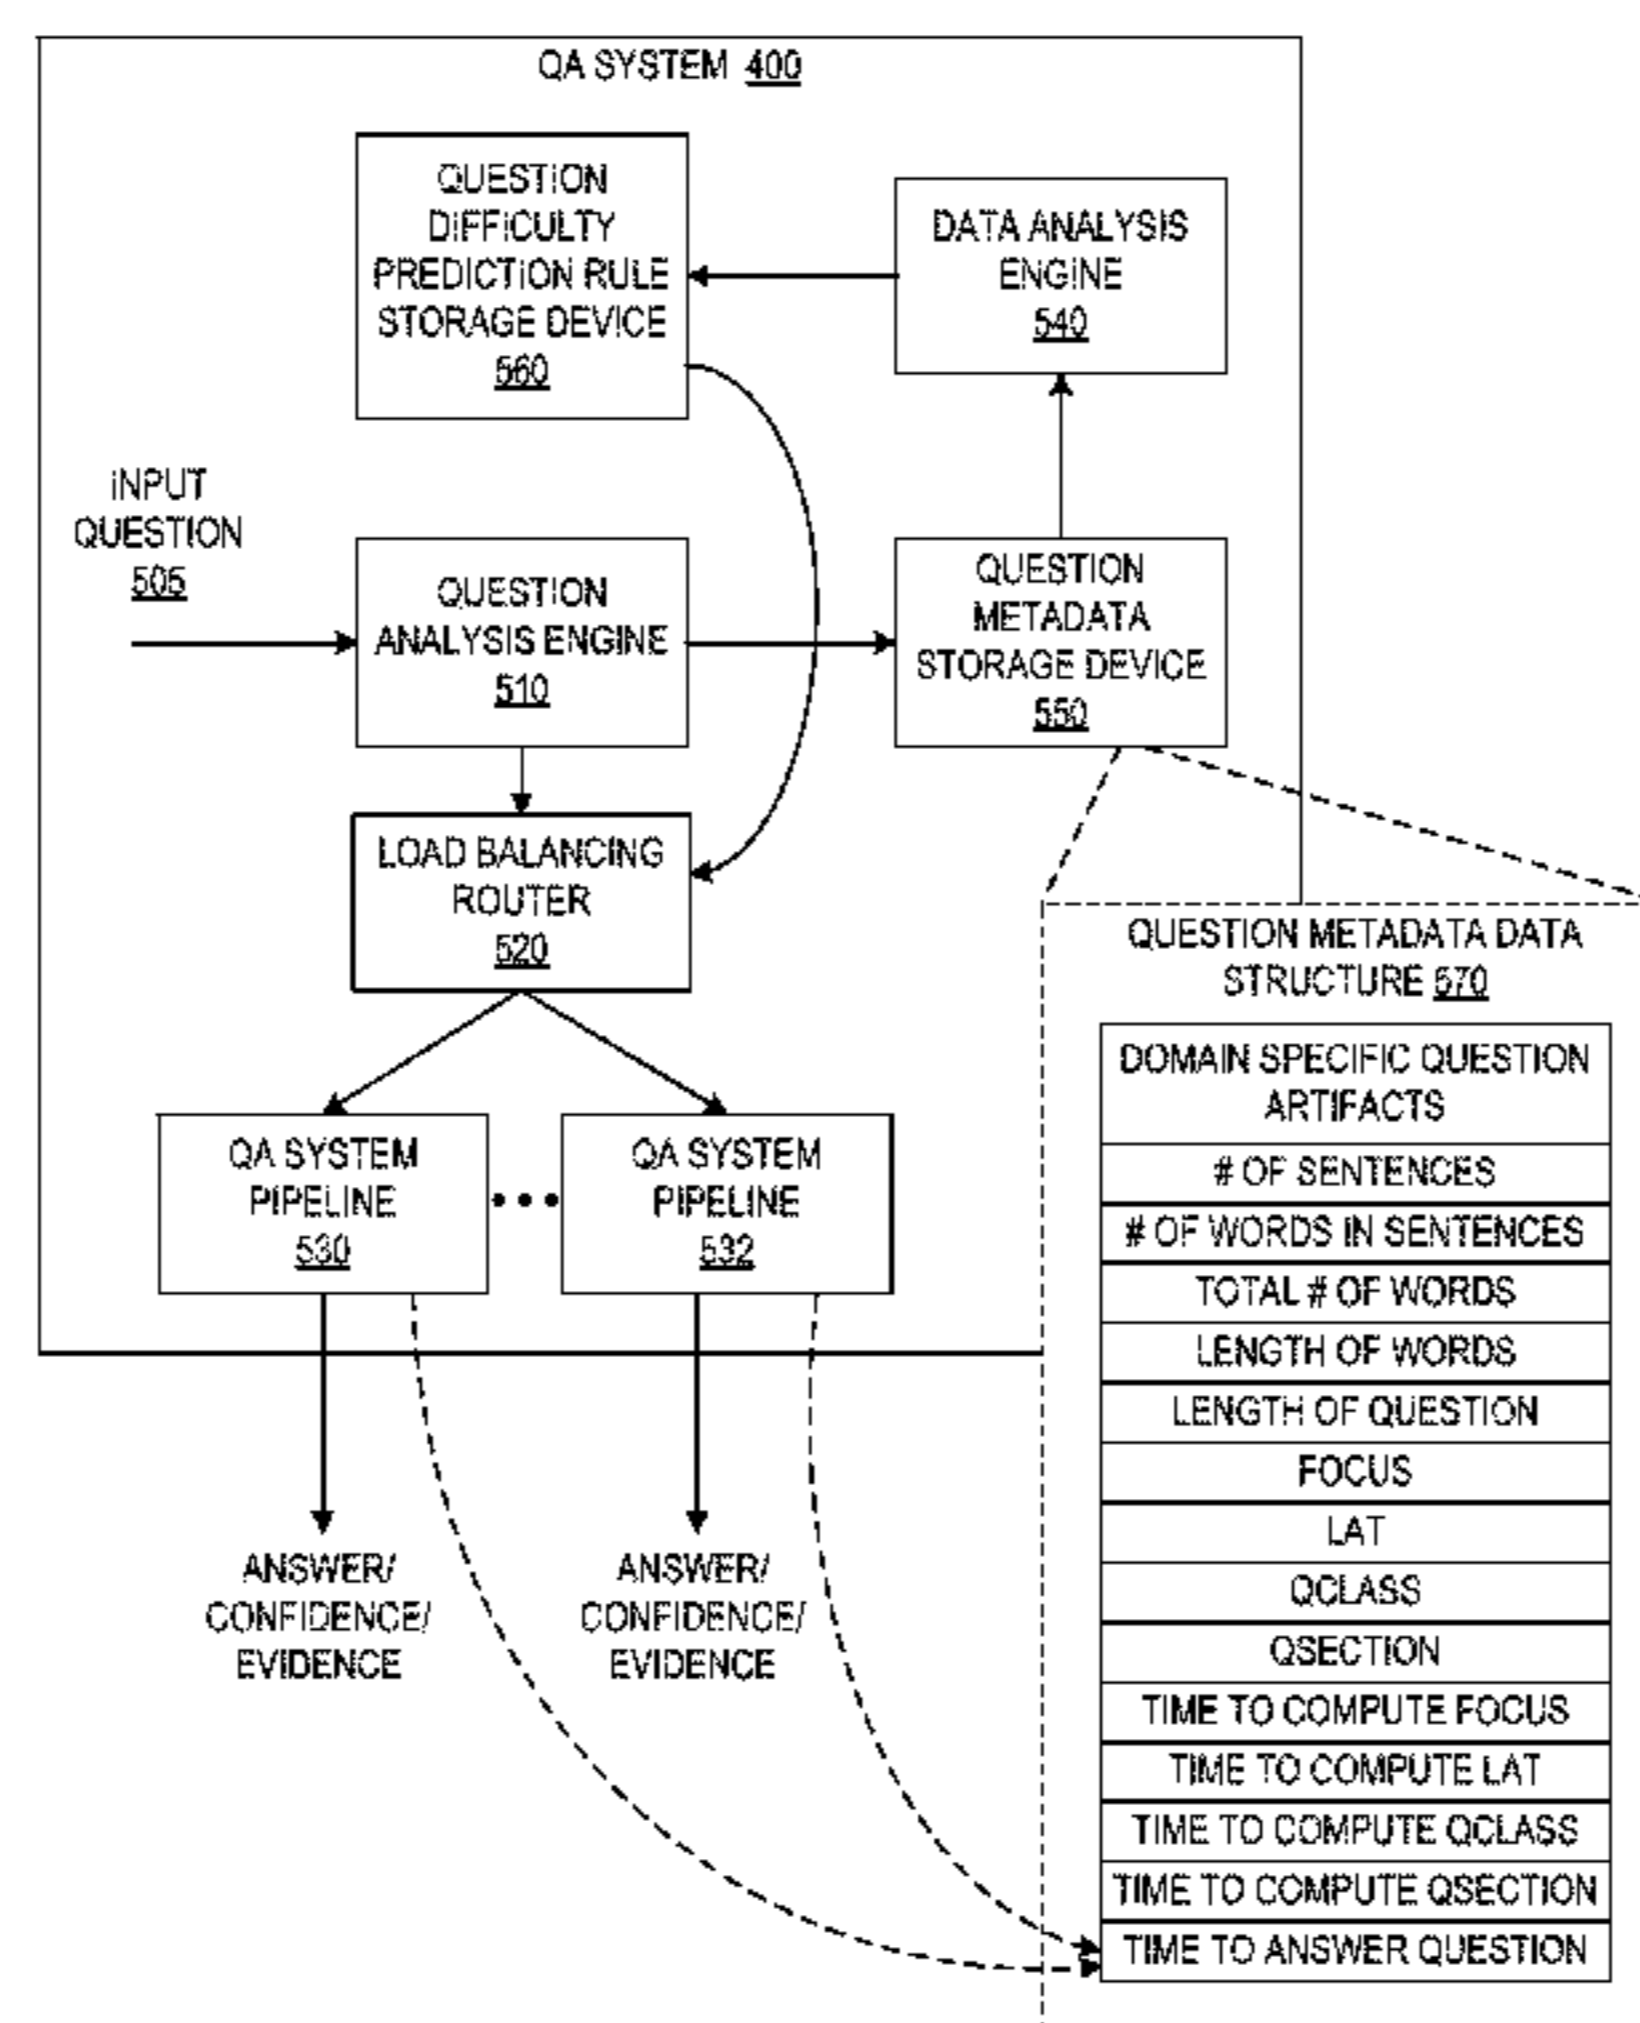 QA SYSTEM 400
QUESTION
DIFFICULTY
PREDICTION RULE
STORAGE DEVICE
560
DATA ANALYSIS
ENGINE
540
INPUT
QUESTION
505
QUESTION
ANALYSIS ENGINE
510
QUESTION
METADATA
STORAGE DEVICE
550
LOAD BALANCING
ROUTER
520
QA SYSTEM
PIPELINE
530
QA SYSTEM
PIPELINE
532
ANSWER/
CONFIDENCE/
EVIDENCE
ANSWER/
CONFIDENCE/
EVIDENCE
QUESTION METADATA DATA
STRUCTURE 570
DOMAIN SPECIFIC QUESTION
ARTIFACTS
# OF SENTENCES
# OF WORDS IN SENTENCES
TOTAL # OF WORDS
LENGTH OF WORDS
LENGTH OF QUESTION
FOCUS
LAT
QCLASS
QSECTION
TIME TO COMPUTE FOCUS
TIME TO COMPUTE LAT
TIME TO COMPUTE QCLASS
TIME TO COMPUTE QSECTION
TIME TO ANSWER QUESTION